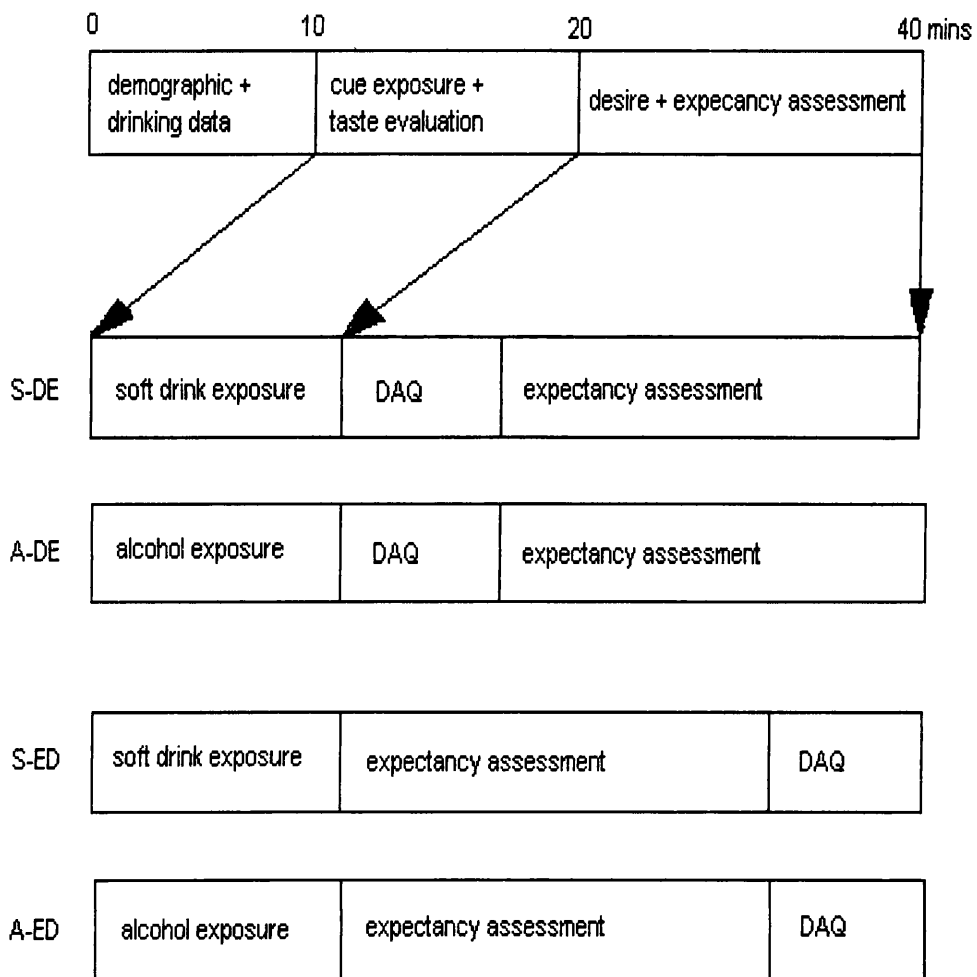 0 10 20 40 mins
demographic + cue exposure + desire + expecancy assessment
drinking data taste evaluation
S-DE soft drink exposure DAQ expectancy assessment
A-DE alcohol exposure DAQ expectancy assessment
S-ED soft drink exposure expectancy assessment DAQ
A-ED alcohol exposure expectancy assessment DAQ